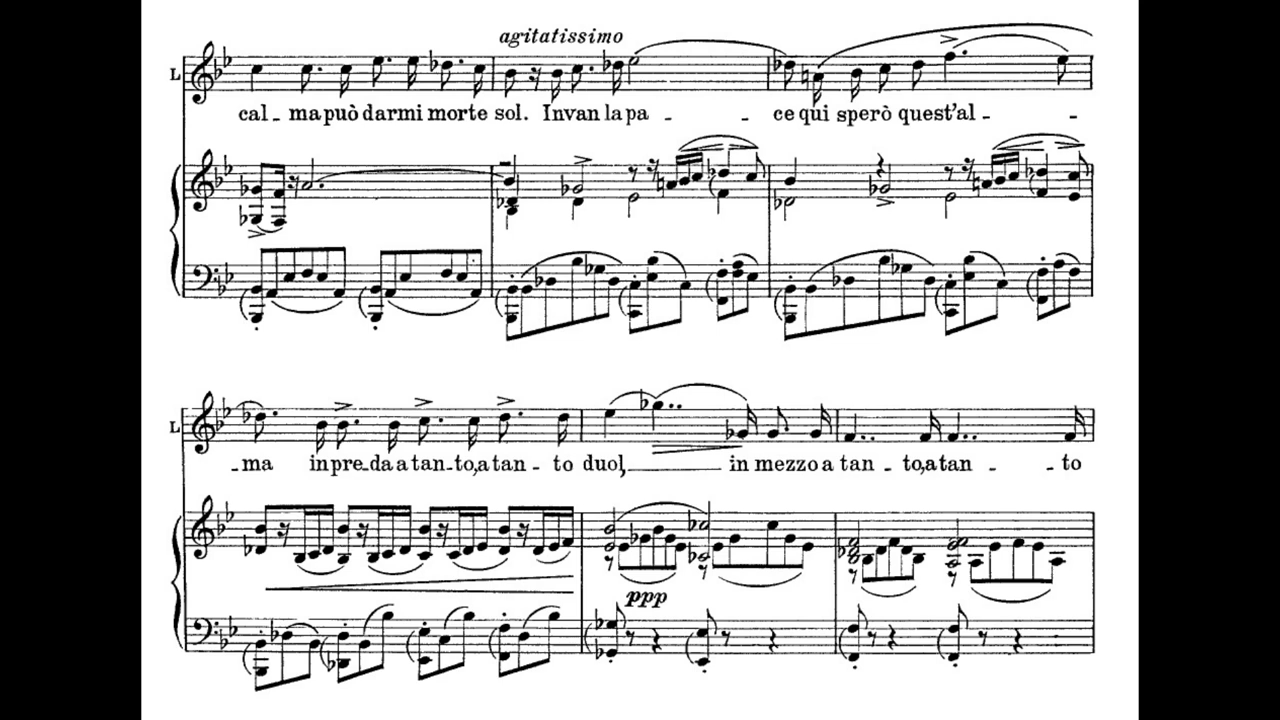 agitatissimo
L
cal - ma può darmi morte sol. Invan la pa - - ce qui sperò quest'al - -
L
- ma in pre - da a tan - to, a tan - to duol, in mezzo a tan - to, a tan - to
ppp